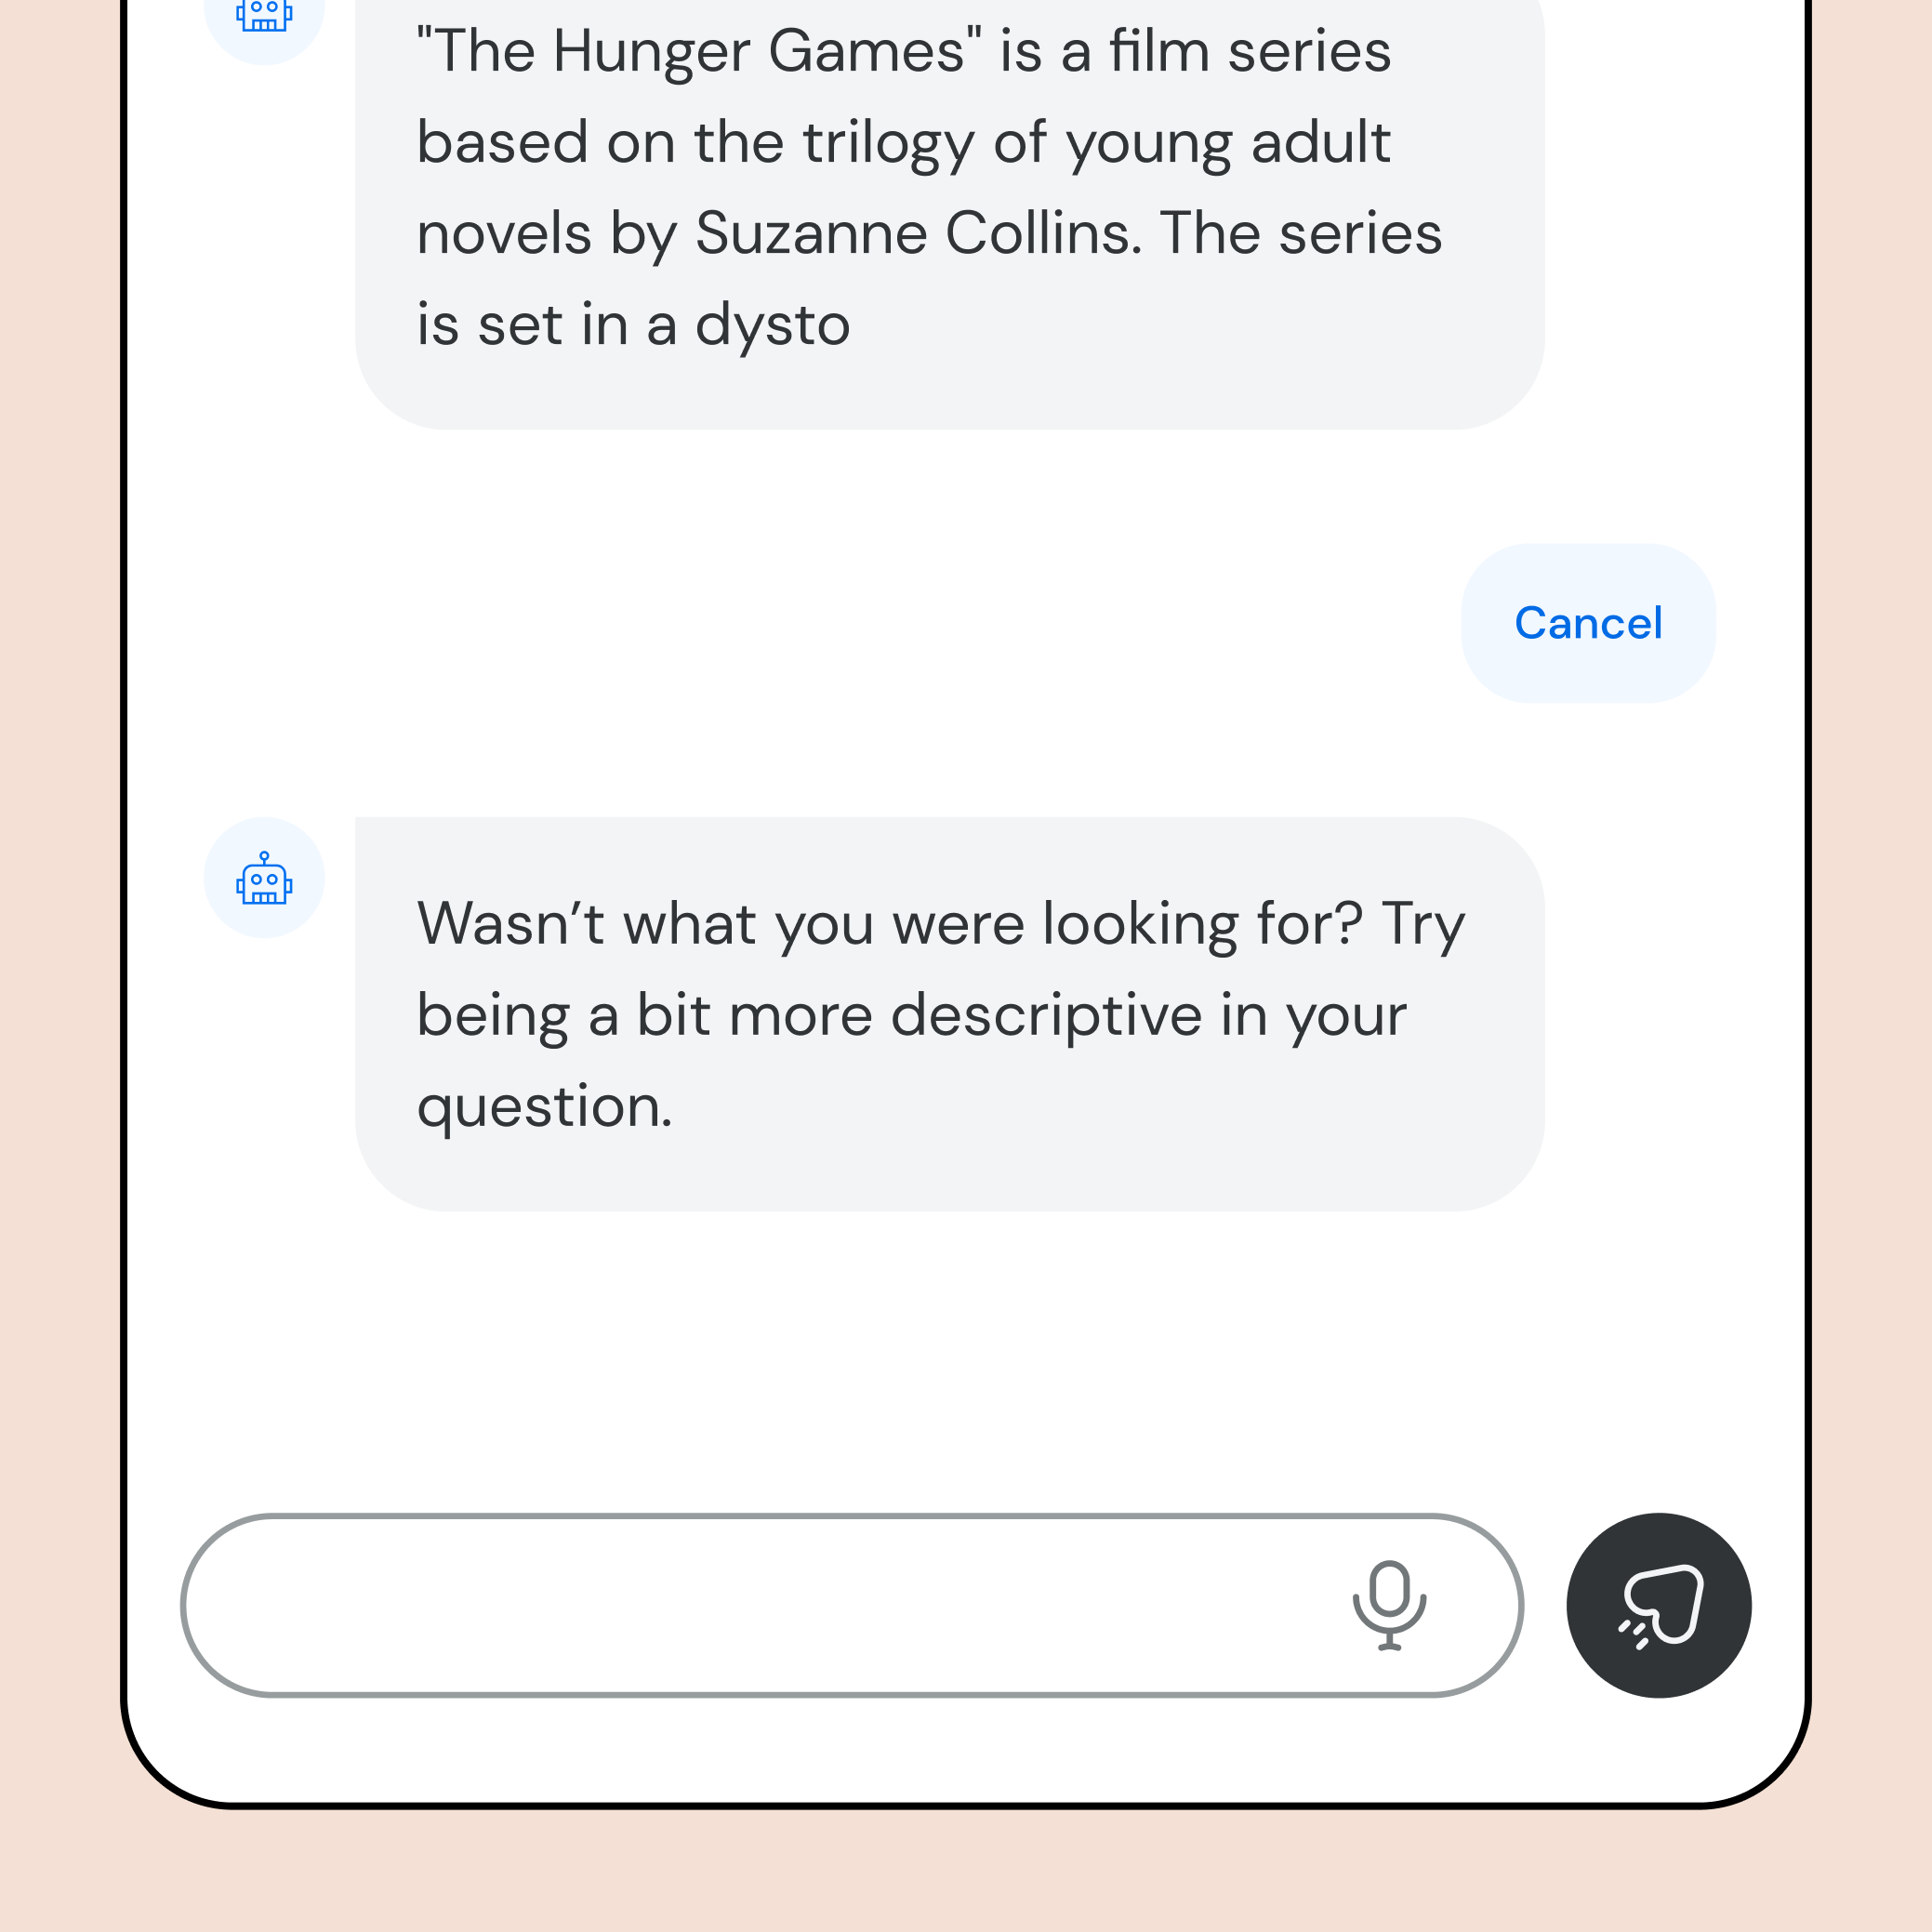 "The Hunger Games" is a film series
based on the trilogy of young adult
novels by Suzanne Collins. The series
is set in a dysto
Cancel
Wasn’t what you were looking for? Try
being a bit more descriptive in your
question.